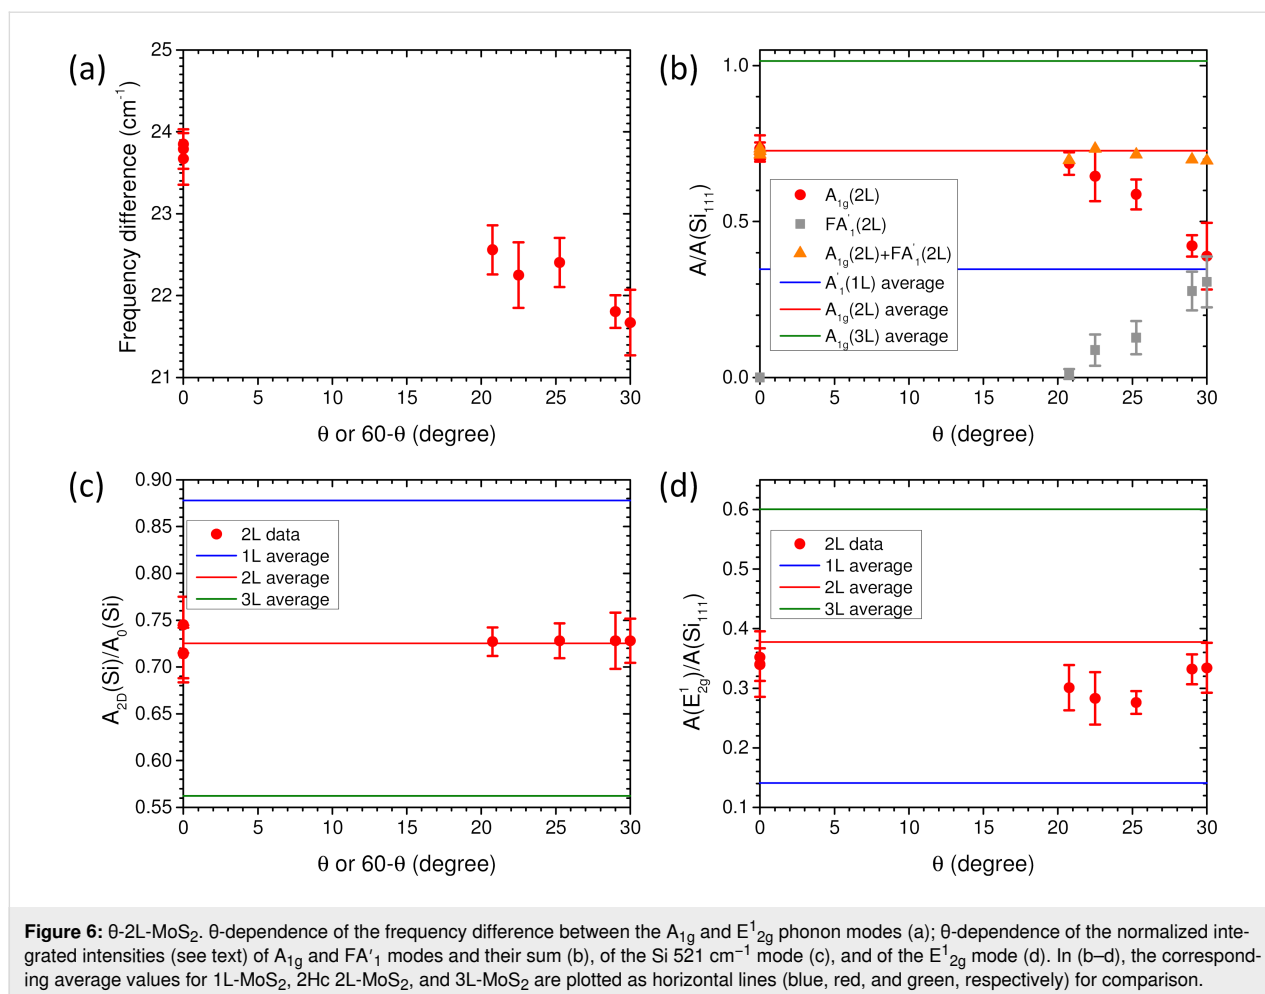 (a)
25
24
23
22
21
Frequency difference (cm⁻¹)
0 5 10 15 20 25 30
θ or 60-θ (degree)
(b)
1.0
0.5
0.0
A/A(Si₁₁₁)
A₁g(2L)
FA′₁(2L)
A₁g(2L)+FA′₁(2L)
A′₁(1L) average
A₁g(2L) average
A₁g(3L) average
0 5 10 15 20 25 30
θ (degree)
(c)
0.90
0.85
0.80
0.75
0.70
0.65
0.60
0.55
A₂D(Si)/A₀(Si)
2L data
1L average
2L average
3L average
0 5 10 15 20 25 30
θ or 60-θ (degree)
(d)
0.6
0.5
0.4
0.3
0.2
0.1
A(E¹₂g)/A(Si₁₁₁)
2L data
1L average
2L average
3L average
0 5 10 15 20 25 30
θ (degree)
Figure 6: θ-2L-MoS₂. θ-dependence of the frequency difference between the A₁g and E¹₂g phonon modes (a); θ-dependence of the normalized inte-
grated intensities (see text) of A₁g and FA′₁ modes and their sum (b), of the Si 521 cm⁻¹ mode (c), and of the E¹₂g mode (d). In (b–d), the correspond-
ing average values for 1L-MoS₂, 2Hc 2L-MoS₂, and 3L-MoS₂ are plotted as horizontal lines (blue, red, and green, respectively) for comparison.